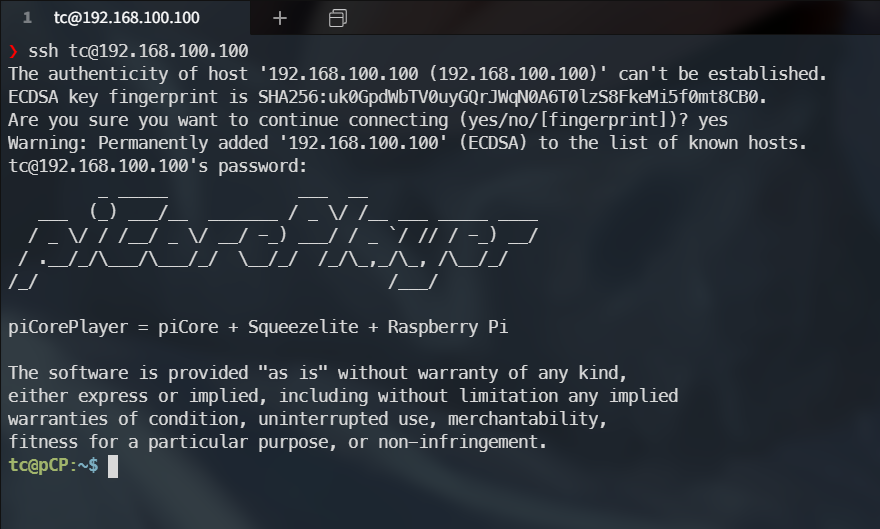 1 tc@192.168.100.100
❯ ssh tc@192.168.100.100
The authenticity of host '192.168.100.100 (192.168.100.100)' can't be established.
ECDSA key fingerprint is SHA256:uk0GpdWbTV0uyGQrJWqN0A6T0lzS8FkeMi5f0mt8CB0.
Are you sure you want to continue connecting (yes/no/[fingerprint])? yes
Warning: Permanently added '192.168.100.100' (ECDSA) to the list of known hosts.
tc@192.168.100.100's password:
piCorePlayer
piCorePlayer = piCore + Squeezelite + Raspberry Pi
The software is provided "as is" without warranty of any kind,
either express or implied, including without limitation any implied
warranties of condition, uninterrupted use, merchantability,
fitness for a particular purpose, or non-infringement.
tc@pCP:~$